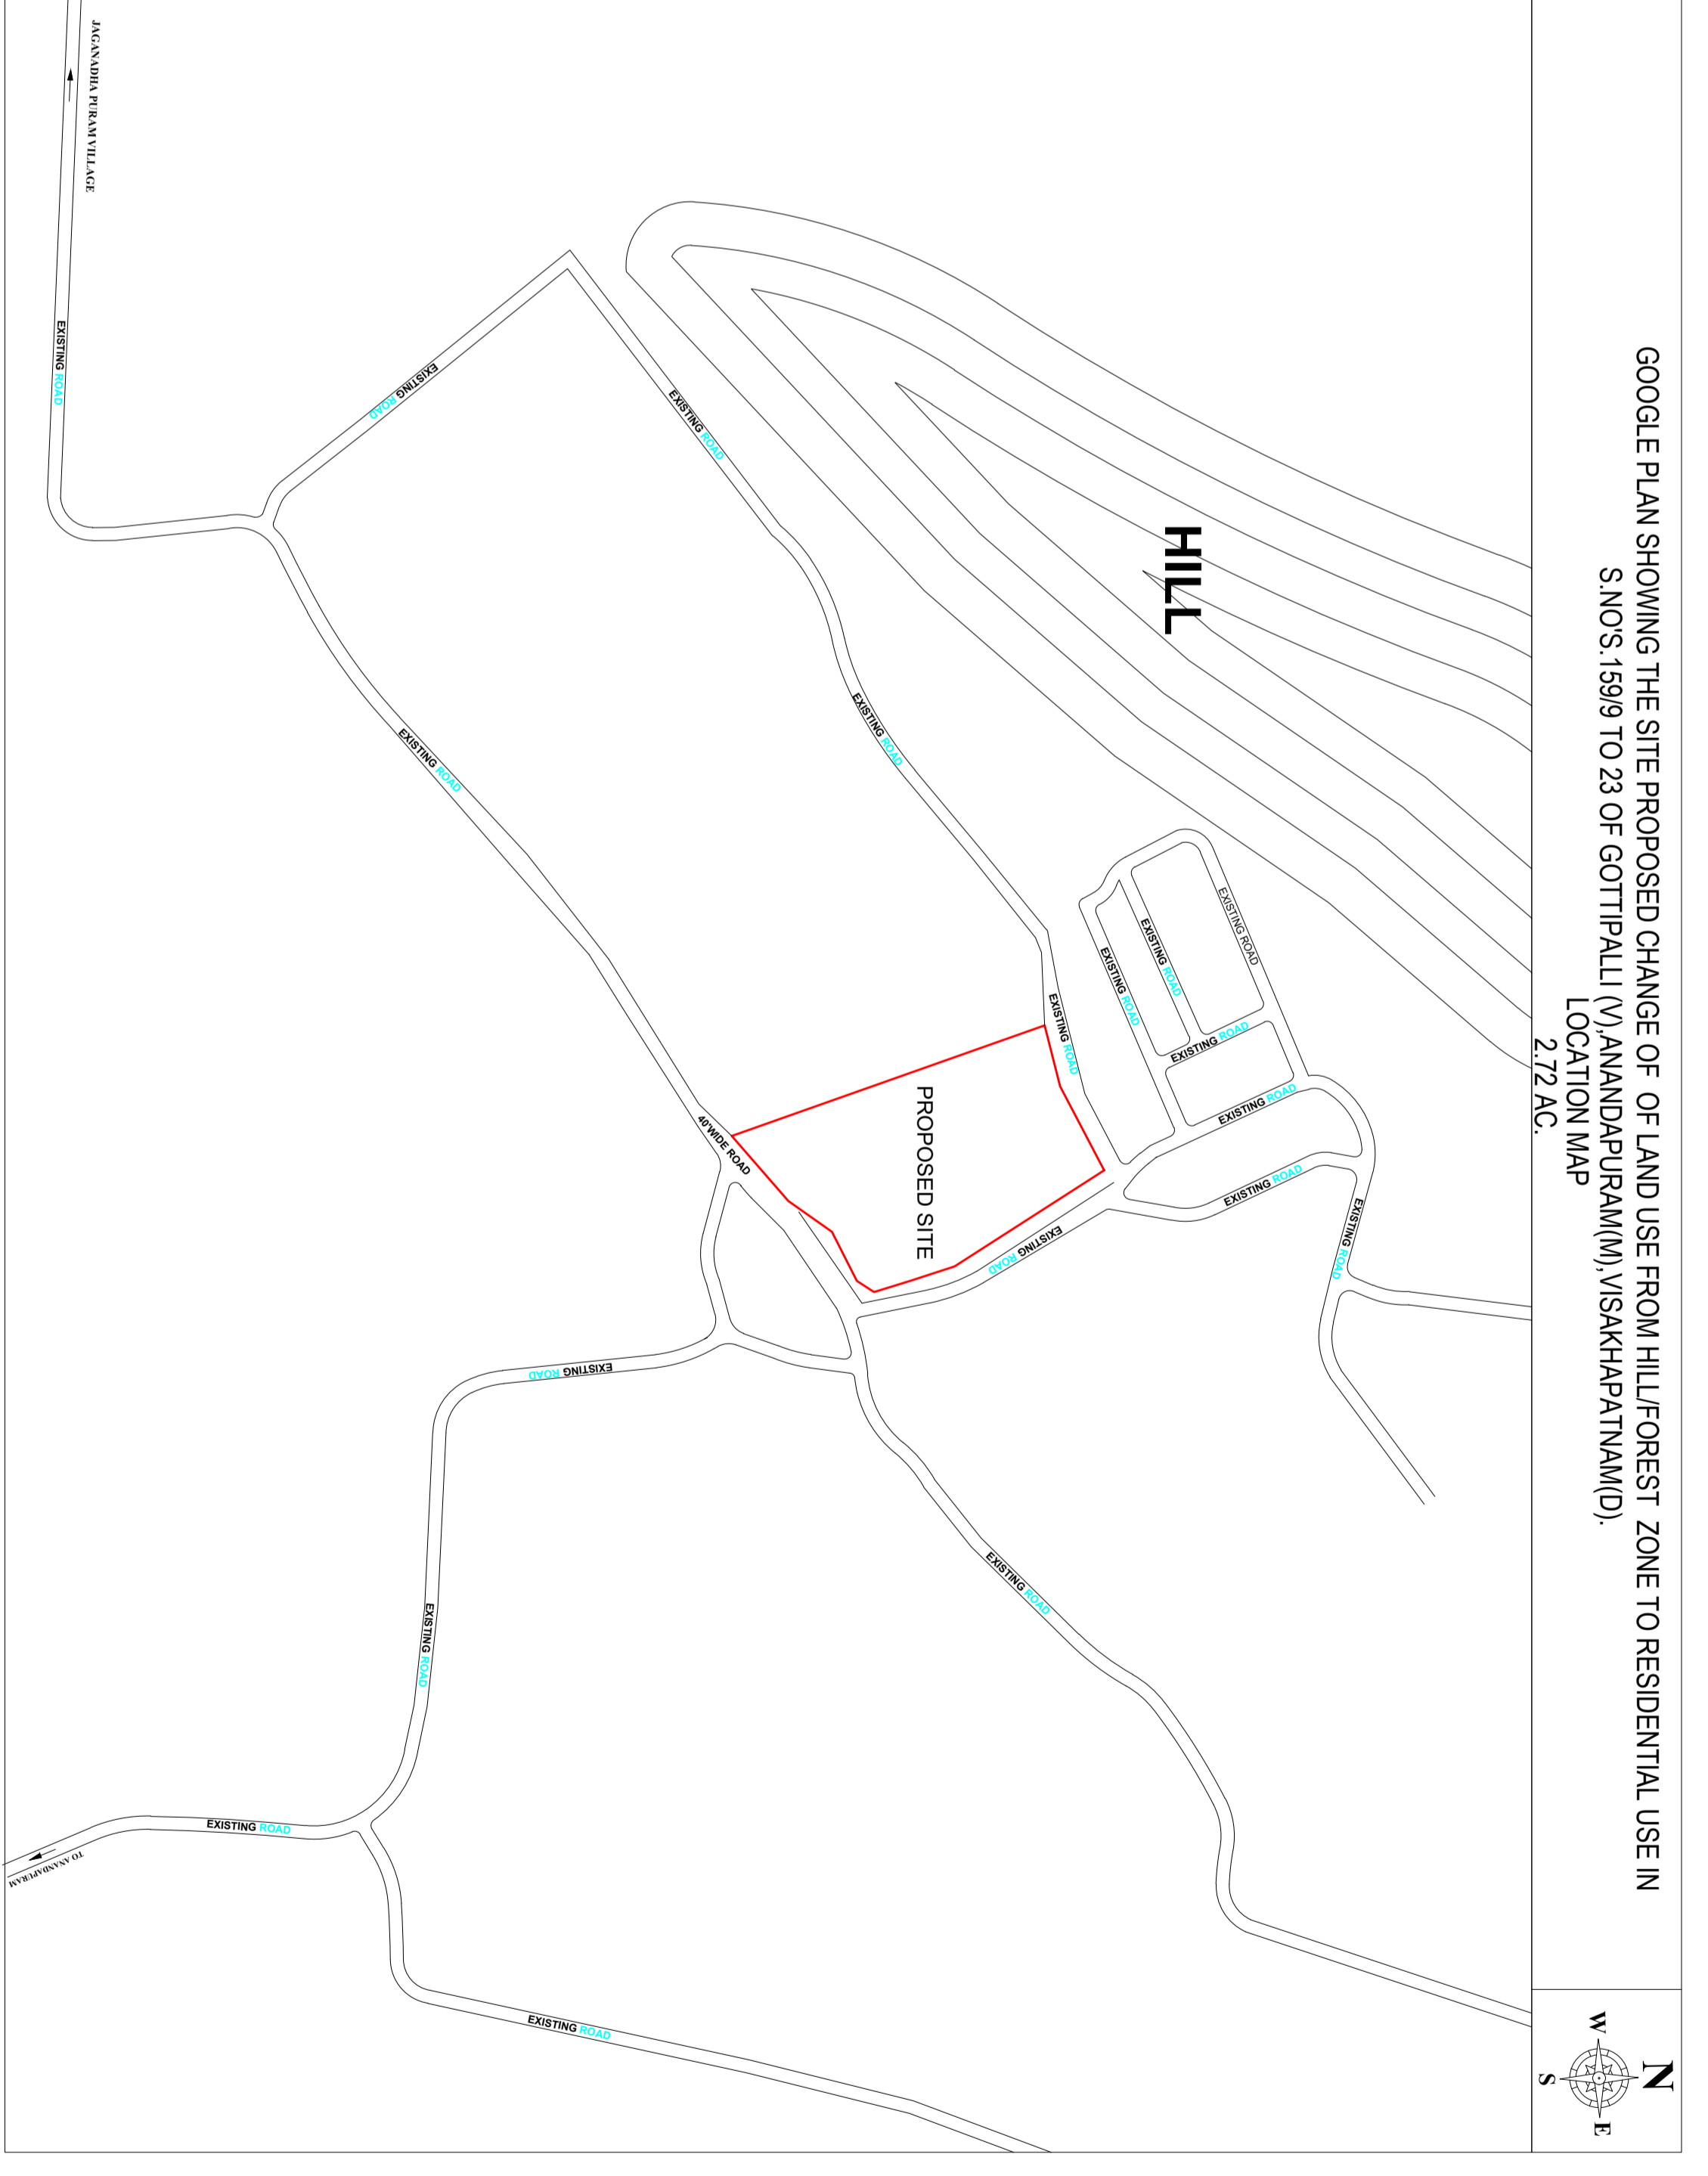 GOOGLE PLAN SHOWING THE SITE PROPOSED CHANGE OF OF LAND USE FROM HILL/FOREST ZONE TO RESIDENTIAL USE IN
S.NO'S.159/9 TO 23 OF GOTTIPALLI (V),ANANDAPURAM(M),VISAKHAPATNAM(D).
LOCATION MAP
2.72 AC.
N
W
E
S
HILL
EXISTING ROAD
EXISTING ROAD
EXISTING ROAD
EXISTING ROAD
EXISTING ROAD
EXISTING ROAD
EXISTING ROAD
EXISTING ROAD
EXISTING ROAD
EXISTING ROAD
PROPOSED SITE
EXISTING ROAD
EXISTING ROAD
40'WIDE ROAD
EXISTING ROAD
EXISTING ROAD
EXISTING ROAD
EXISTING ROAD
EXISTING ROAD
EXISTING ROAD
JAGANADHA PURAM VILLAGE
EXISTING ROAD
TO ANANDAPURAM